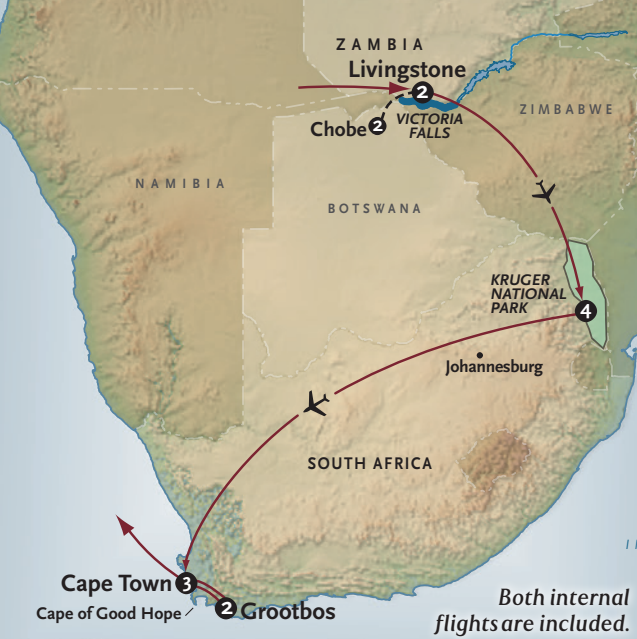 ZAMBIA
Livingstone
2
VICTORIA
FALLS
Chobe 2
ZIMBABWE
NAMIBIA
BOTSWANA
KRUGER
NATIONAL
PARK
4
Johannesburg
SOUTH AFRICA
Cape Town 3
Cape of Good Hope
2 Grootbos
Both internal
flights are included.